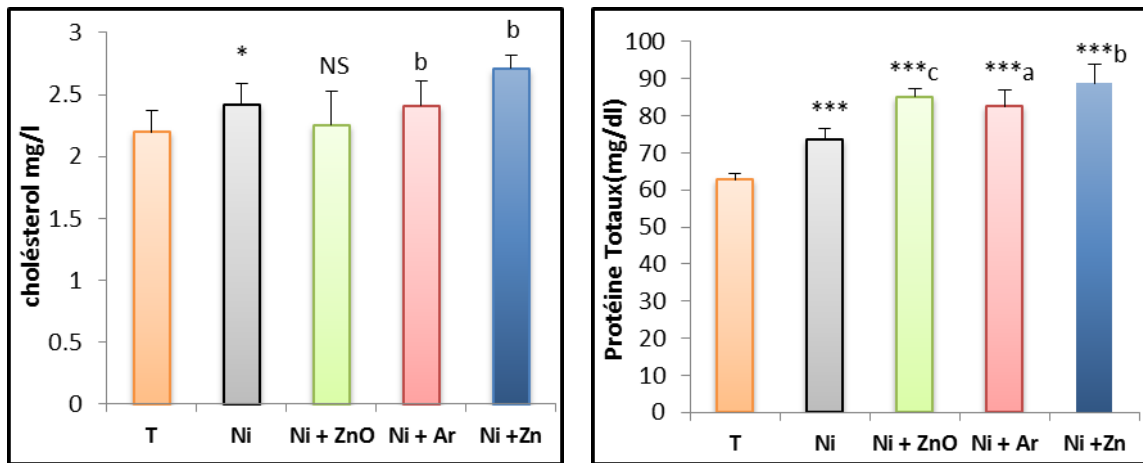 cholésterol mg/l
3
2.5
2
1.5
1
0.5
0
*
NS
b
b
T Ni Ni + ZnO Ni + Ar Ni +Zn
Protéine Totaux(mg/dl)
100
90
80
70
60
50
40
30
20
10
0
***
***c
***a
***b
T Ni Ni + ZnO Ni + Ar Ni +Zn